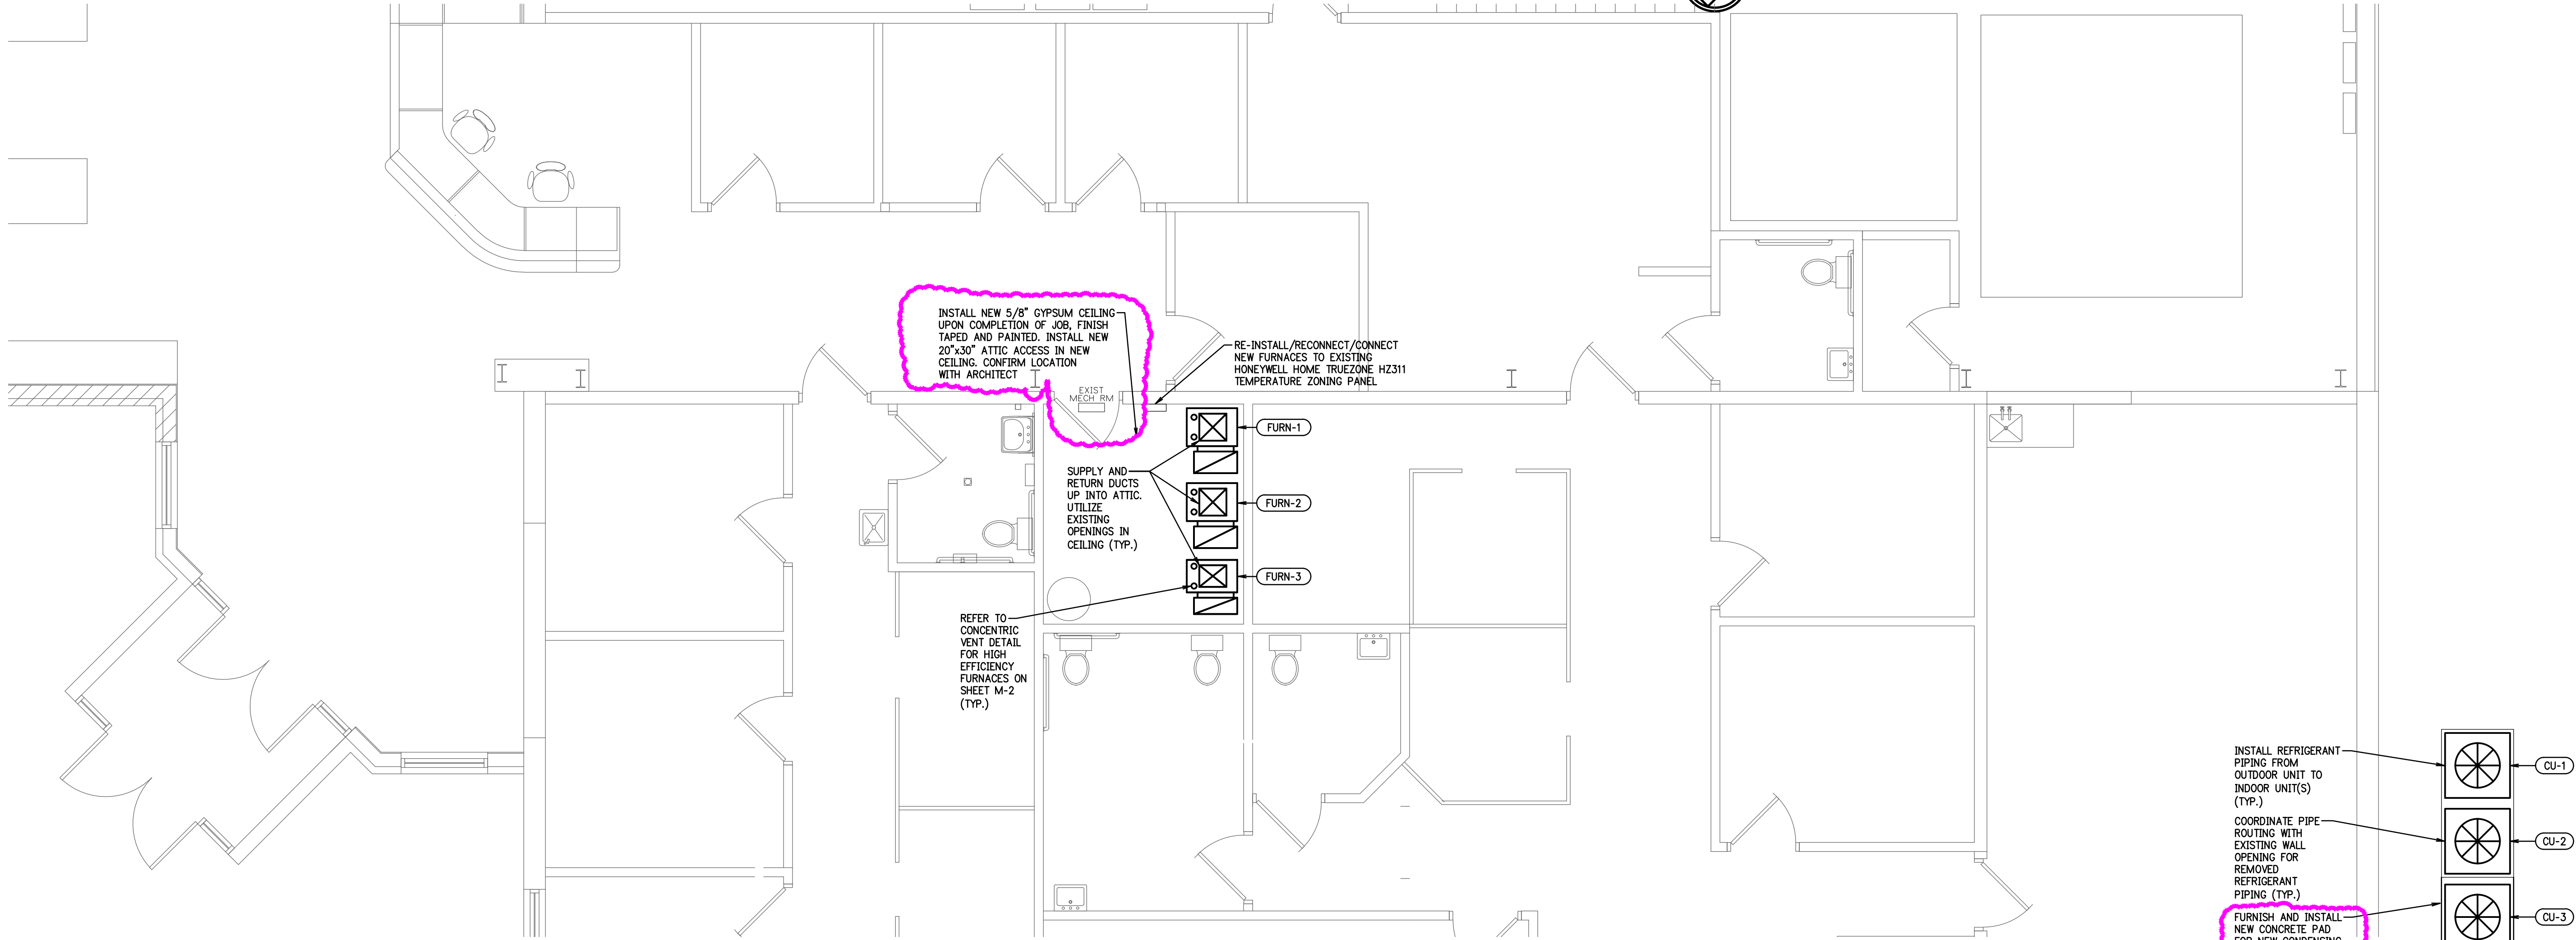 INSTALL NEW 5/8" GYPSUM CEILING
UPON COMPLETION OF JOB, FINISH
TAPED AND PAINTED. INSTALL NEW
20"x30" ATTIC ACCESS IN NEW
CEILING. CONFIRM LOCATION
WITH ARCHITECT
RE-INSTALL/RECONNECT/CONNECT
NEW FURNACES TO EXISTING
HONEYWELL HOME TRUEZONE HZ311
TEMPERATURE ZONING PANEL
EXIST
MECH RM
FURN-1
SUPPLY AND
RETURN DUCTS
UP INTO ATTIC.
UTILIZE
EXISTING
OPENINGS IN
CEILING (TYP.)
FURN-2
FURN-3
REFER TO
CONCENTRIC
VENT DETAIL
FOR HIGH
EFFICIENCY
FURNACES ON
SHEET M-2
(TYP.)
INSTALL REFRIGERANT
PIPING FROM
OUTDOOR UNIT TO
INDOOR UNIT(S)
(TYP.)
CU-1
COORDINATE PIPE
ROUTING WITH
EXISTING WALL
OPENING FOR
REMOVED
REFRIGERANT
PIPING (TYP.)
CU-2
FURNISH AND INSTALL
NEW CONCRETE PAD
FOR NEW CONDENSING
CU-3